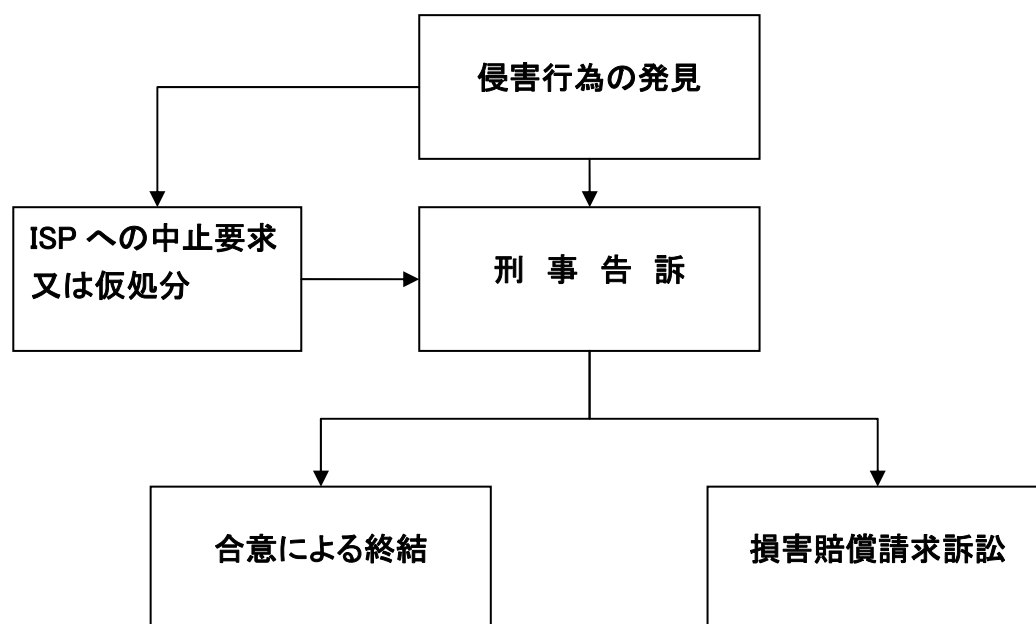 侵害行為の発見
ISP への中止要求
又は仮処分
刑 事 告 訴
合意による終結
損害賠償請求訴訟